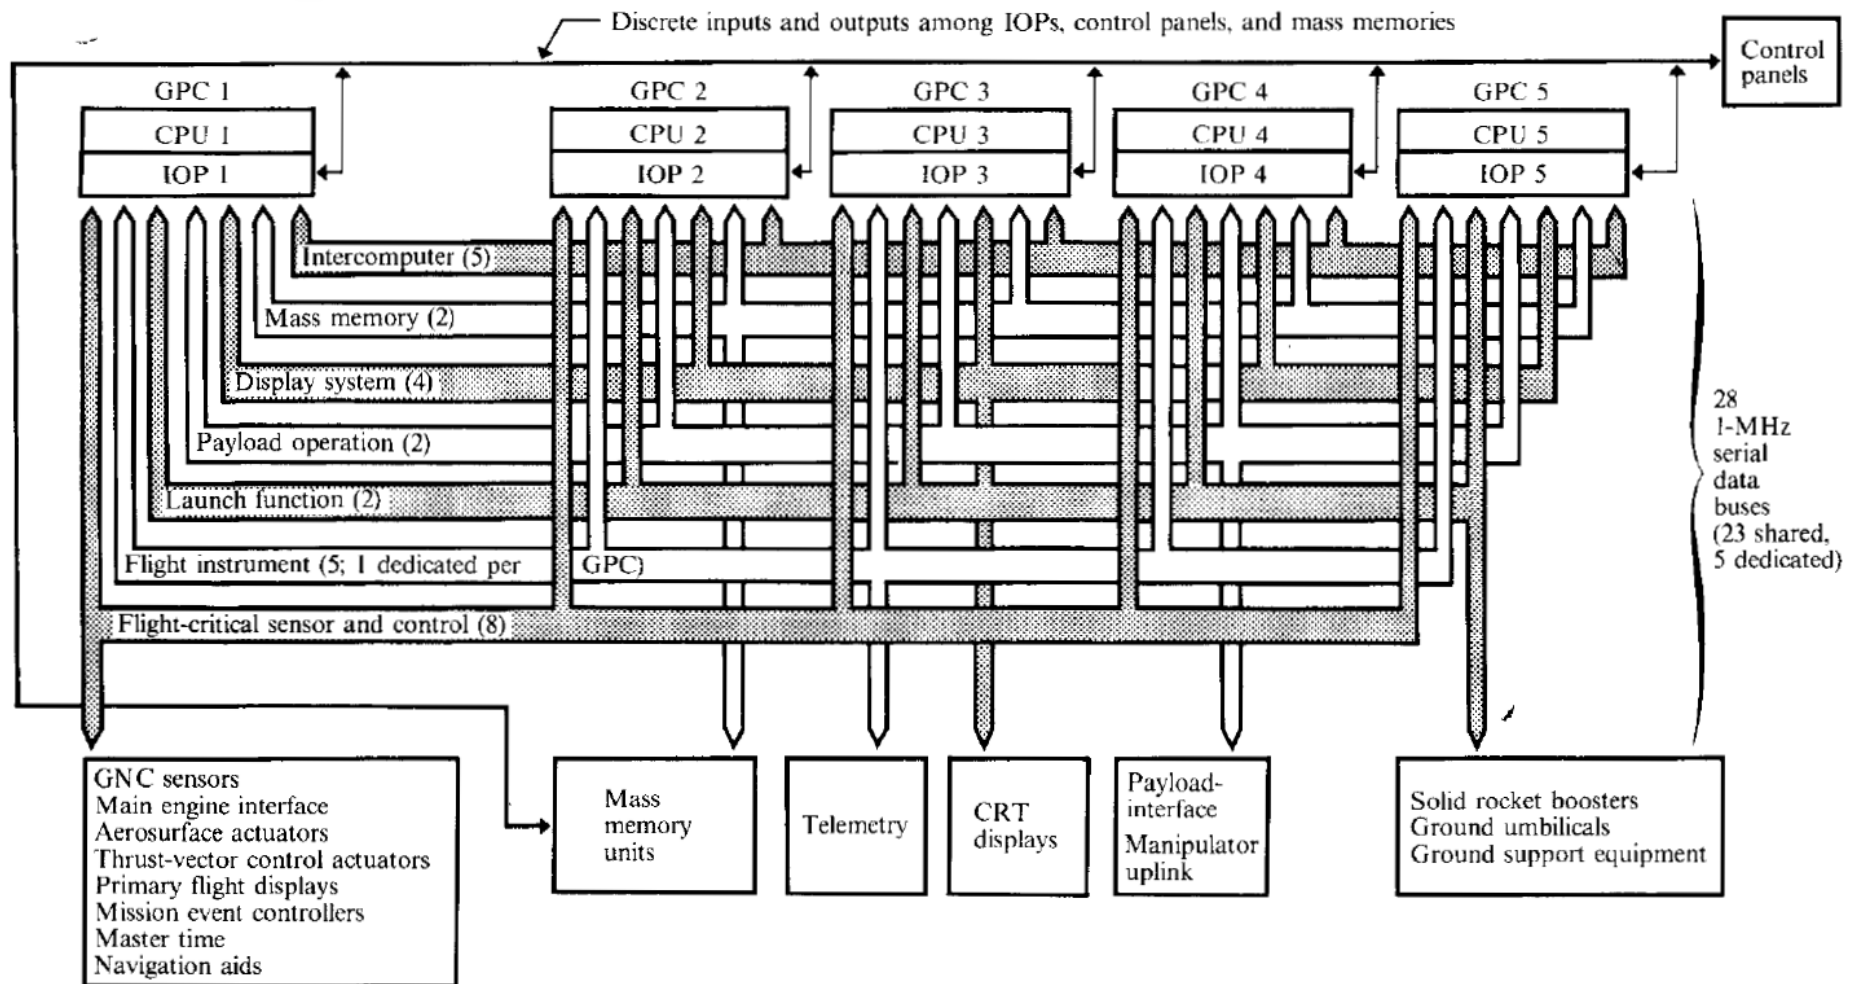 Discrete inputs and outputs among IOPs, control panels, and mass memories
Control
panels
GPC 1
CPU 1
IOP 1
GPC 2
CPU 2
IOP 2
GPC 3
CPU 3
IOP 3
GPC 4
CPU 4
IOP 4
GPC 5
CPU 5
IOP 5
Intercomputer (5)
Mass memory (2)
Display system (4)
Payload operation (2)
Launch function (2)
Flight instrument (5; 1 dedicated per GPC)
Flight-critical sensor and control (8)
28
1-MHz
serial
data
buses
(23 shared,
5 dedicated)
GNC sensors
Main engine interface
Aerosurface actuators
Thrust-vector control actuators
Primary flight displays
Mission event controllers
Master time
Navigation aids
Mass
memory
units
Telemetry
CRT
displays
Payload-
interface
Manipulator
uplink
Solid rocket boosters
Ground umbilicals
Ground support equipment